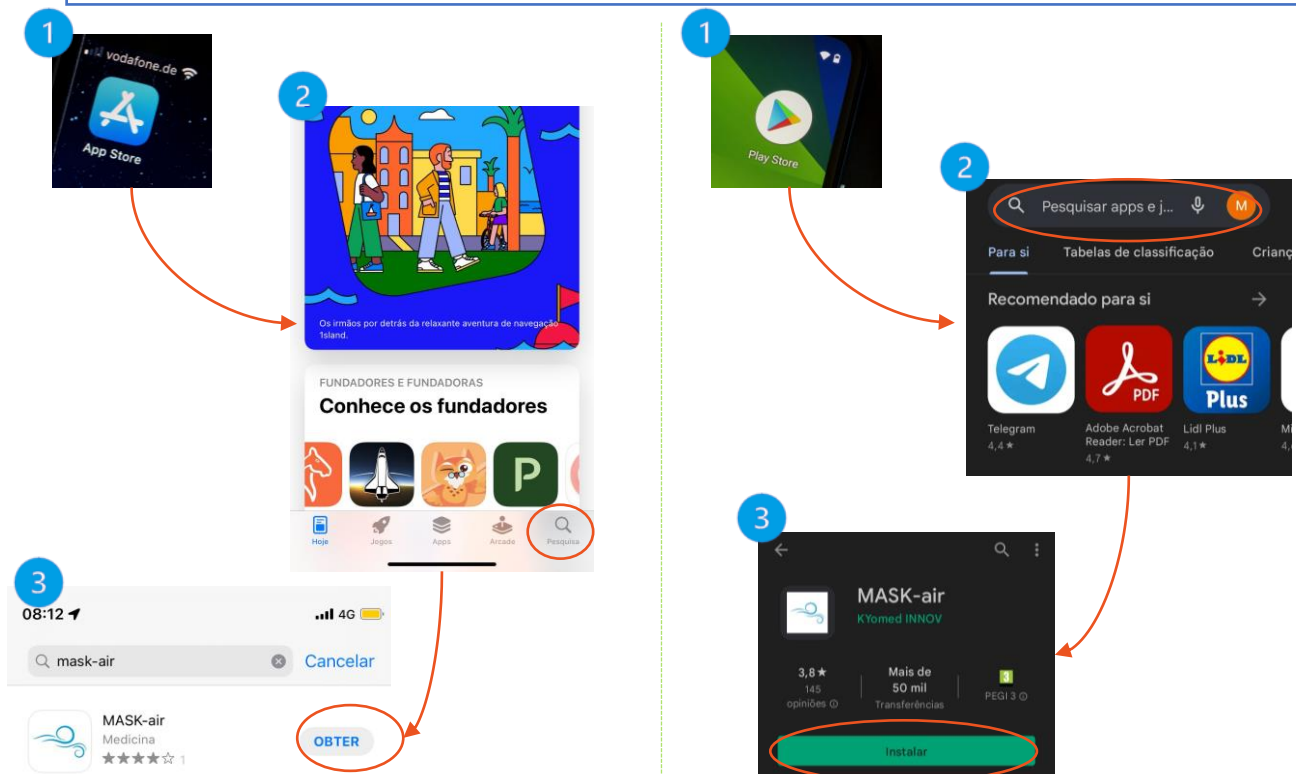 1
vodafone.de
App Store
2
Os irmãos por detrás da relaxante aventura de navegação
1sland.
FUNDADORES E FUNDADORAS
Conhece os fundadores
P
Hoje
Jogos
Apps
Arcade
Pesquisa
3
08:12
4G
mask-air
Cancelar
MASK-air
Medicina
★★★★☆ 1
OBTER
1
Play Store
2
Pesquisar apps e j...
M
Para si
Tabelas de classificação
Crianç
Recomendado para si
PDF
LIDL
Plus
Telegram
4,4 ★
Adobe Acrobat
Reader: Ler PDF
4,7 ★
Lidl Plus
4,1 ★
Mi
4,
3
MASK-air
KYomed INNOV
3,8 ★
145
opiniões
Mais de
50 mil
Transferências
3
PEGI 3
Instalar